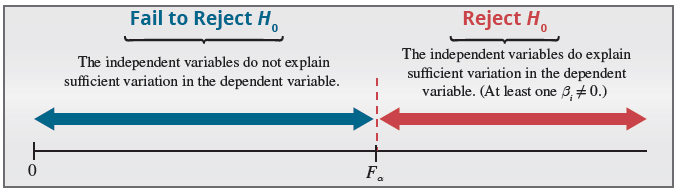 Fail to Reject H₀
The independent variables do not explain
sufficient variation in the dependent variable.
Reject H₀
The independent variables do explain
sufficient variation in the dependent
variable. (At least one βᵢ ≠ 0.)
0
Fα